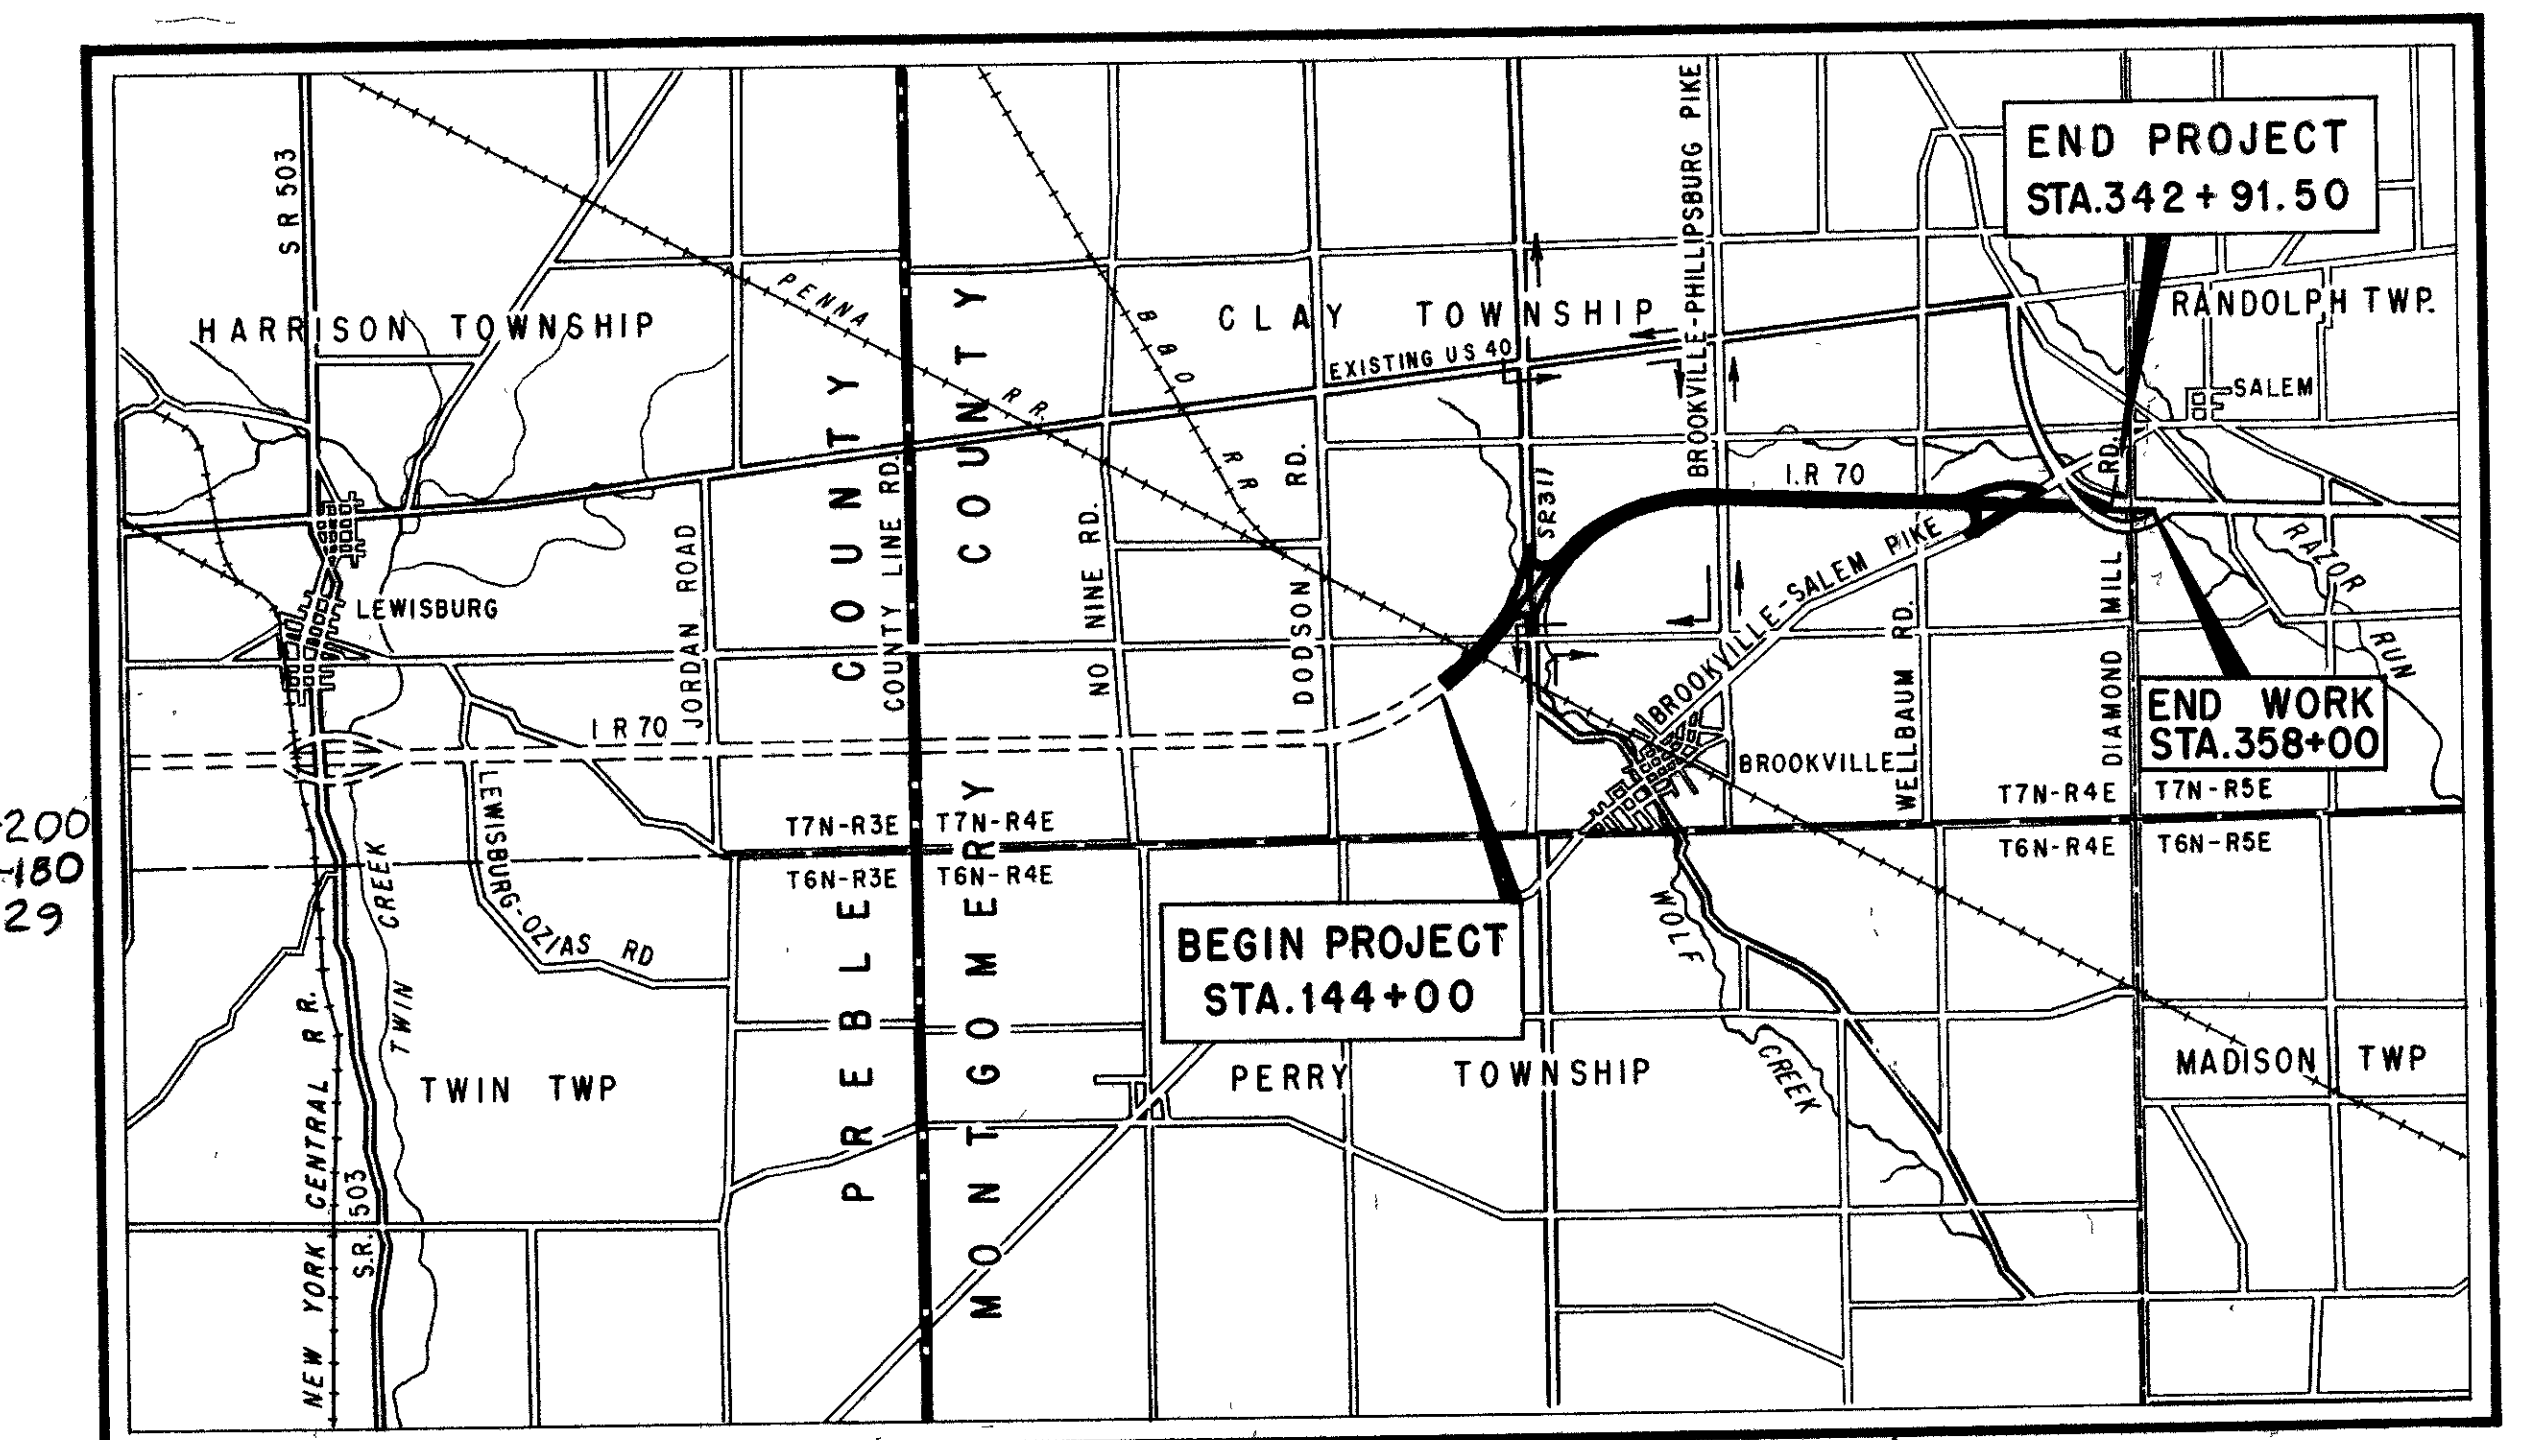 BROOKVILLE-PHILLIPSBURG PIKE
END PROJECT
STA.342+91.50
S R 503
HARRISON TOWNSHIP
PENNA
R R.
COUNTY
B & O
R R
CLAY TOWNSHIP
EXISTING US 40
RANDOLPH TWP.
SALEM
COUNTY
COUNTY LINE RD.
RD.
DODSON
SR311
I.R 70
RD.
DIAMOND MILL
RAZOR RUN
LEWISBURG
JORDAN ROAD
NO NINE RD.
BROOKVILLE-SALEM PIKE
WELLBAUM RD.
I R 70
END WORK
STA.358+00
BROOKVILLE
LEWISBURG-OZIAS RD
T7N-R3E
T7N-R4E
T7N-R4E
T7N-R5E
200
180
29
T6N-R3E
T6N-R4E
T6N-R4E
T6N-R5E
TWIN CREEK
PREBLE
MONTGOMERY
BEGIN PROJECT
STA.144+00
WOLF CREEK
NEW YORK CENTRAL R R.
S.R. 503
TWIN TWP
PERRY TOWNSHIP
MADISON TWP